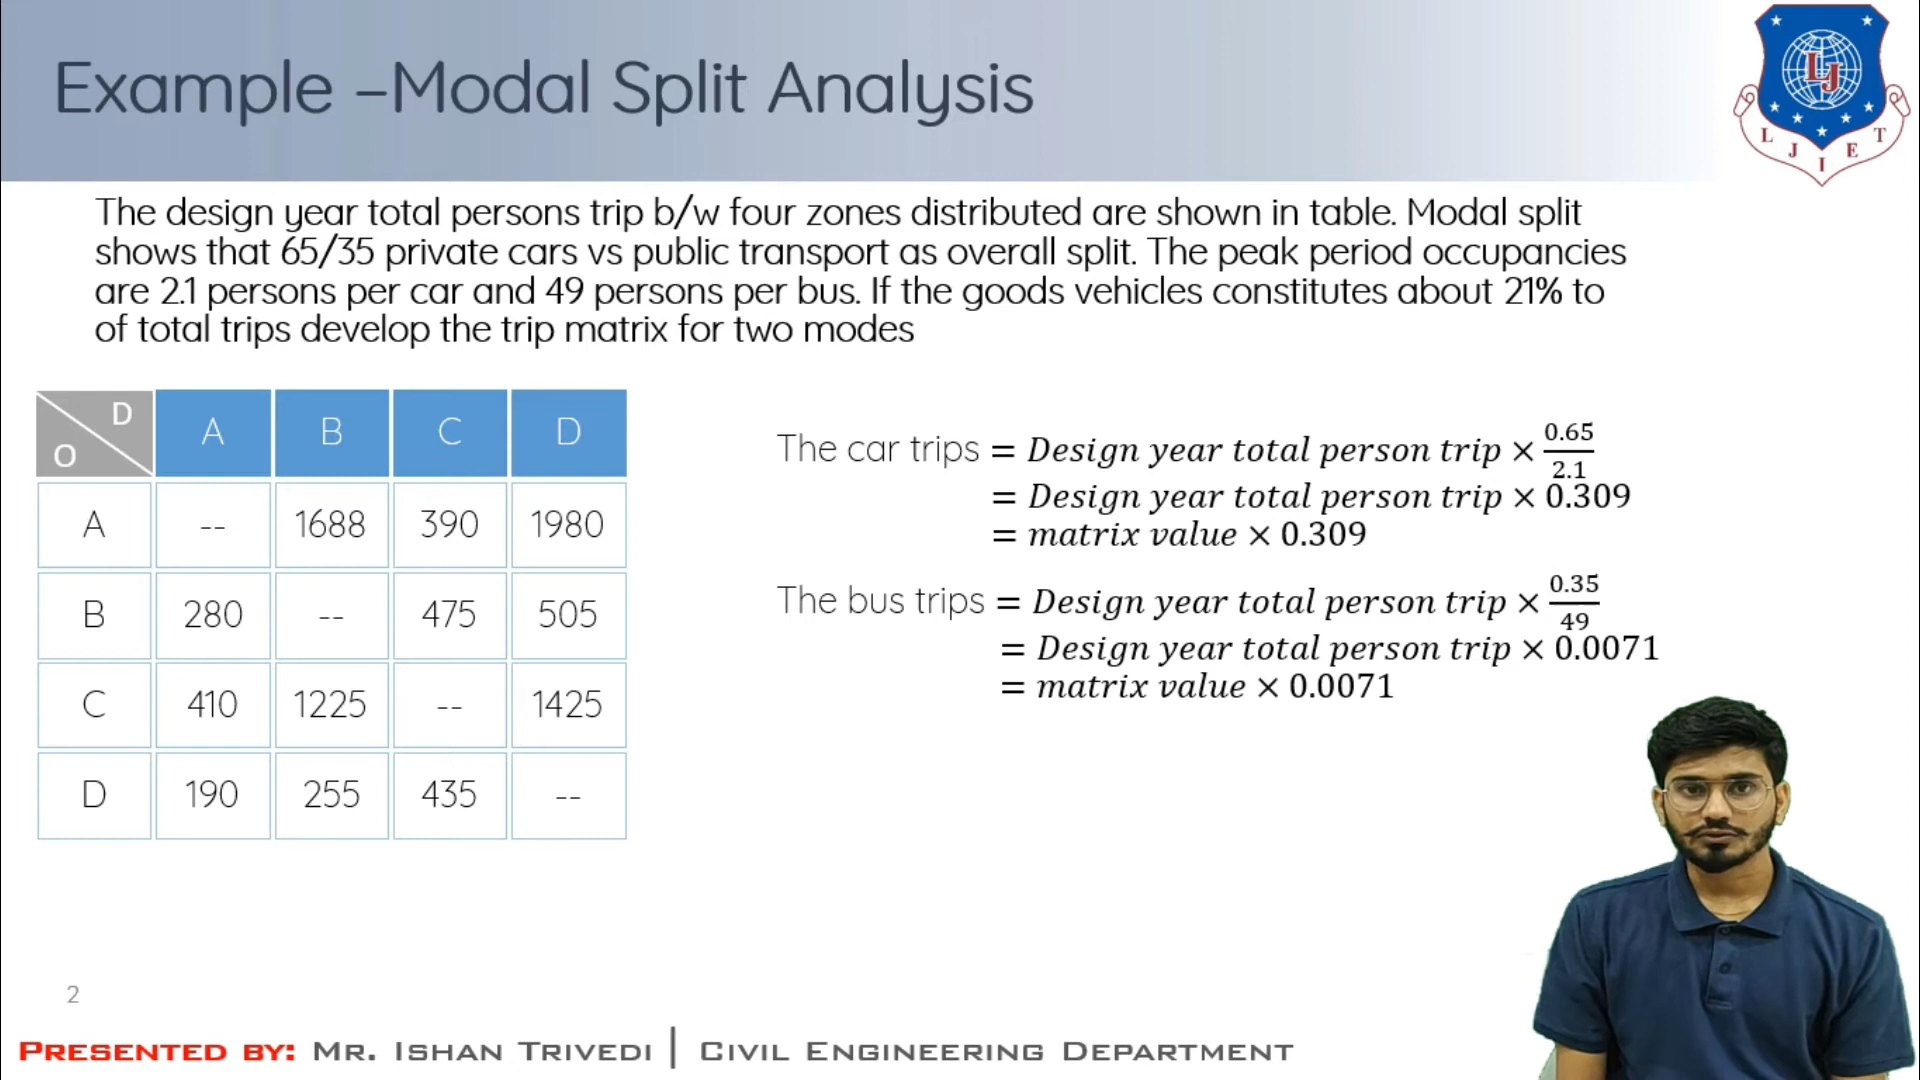 Example –Modal Split Analysis
LJ
L J I E T
The design year total persons trip b/w four zones distributed are shown in table. Modal split
shows that 65/35 private cars vs public transport as overall split. The peak period occupancies
are 2.1 persons per car and 49 persons per bus. If the goods vehicles constitutes about 21% to
of total trips develop the trip matrix for two modes
D
O
A B C D
A -- 1688 390 1980
B 280 -- 475 505
C 410 1225 -- 1425
D 190 255 435 --
The car trips = Design year total person trip × 0.65/2.1
= Design year total person trip × 0.309
= matrix value × 0.309
The bus trips = Design year total person trip × 0.35/49
= Design year total person trip × 0.0071
= matrix value × 0.0071
2
PRESENTED BY: MR. ISHAN TRIVEDI | CIVIL ENGINEERING DEPARTMENT